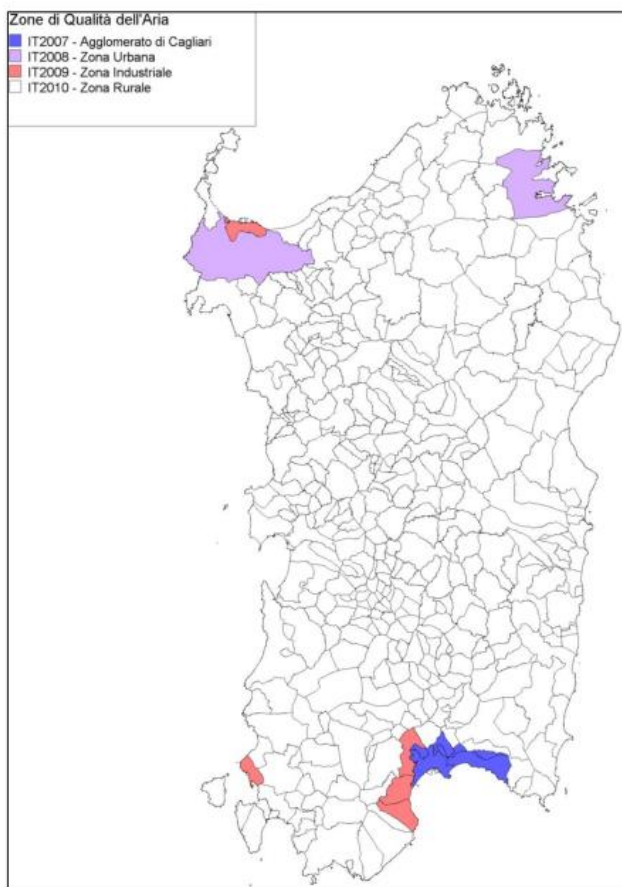 Zone di Qualità dell'Aria
IT2007 - Agglomerato di Cagliari
IT2008 - Zona Urbana
IT2009 - Zona Industriale
IT2010 - Zona Rurale